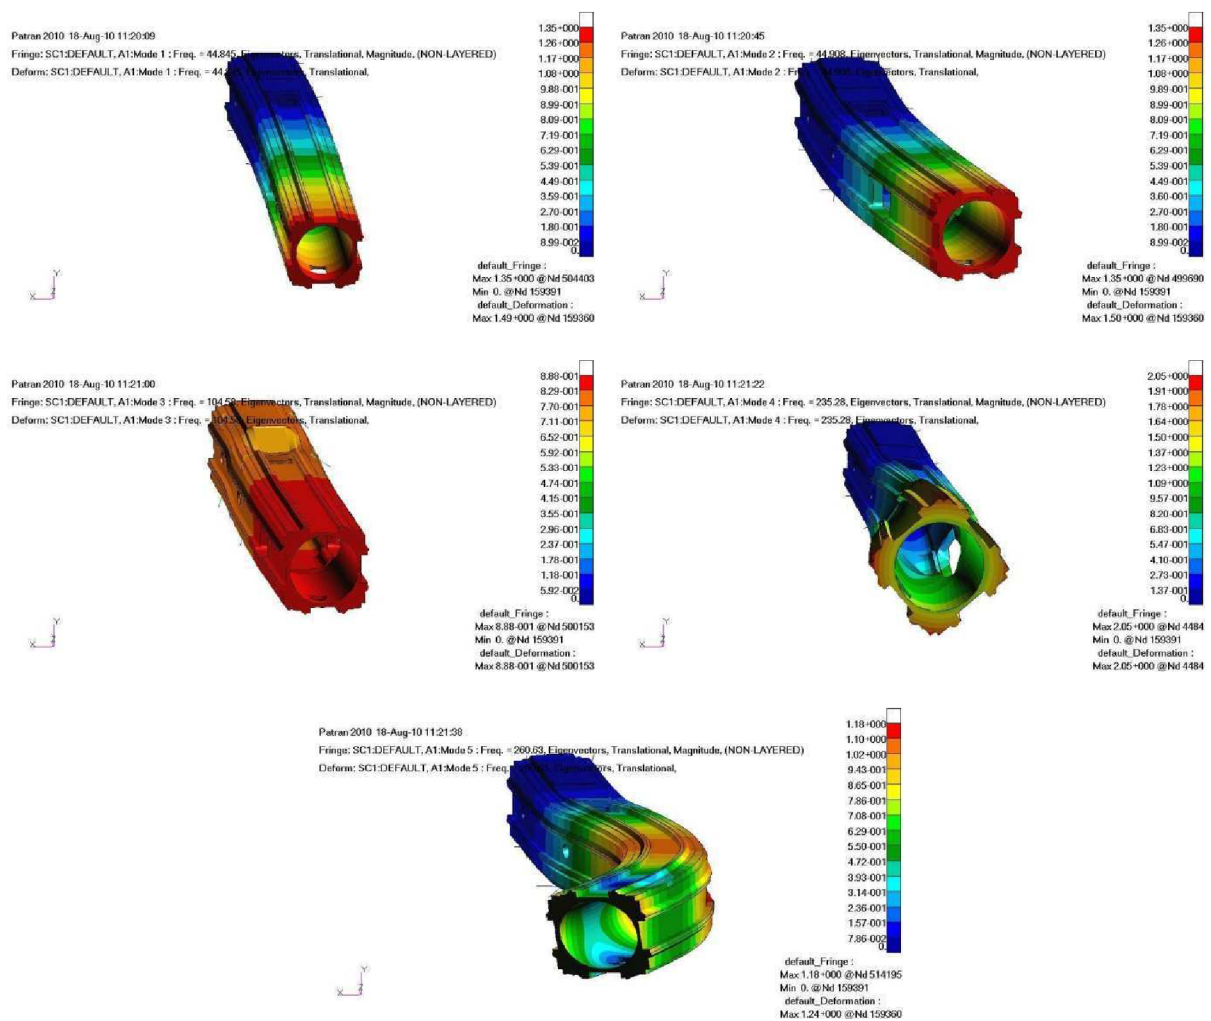 Patran 2010 18-Aug-10 11:20:09
Fringe: SC1:DEFAULT, A1:Mode 1 : Freq. = 44.845, Eigenvectors, Translational, Magnitude, (NON-LAYERED)
Deform: SC1:DEFAULT, A1:Mode 1 : Freq. = Eigenvectors, Translational,
1.35+000
1.26+000
1.17+000
1.08+000
9.88-001
8.99-001
8.09-001
7.19-001
6.29-001
5.39-001
4.49-001
3.59-001
2.70-001
1.80-001
8.99-002
0.
default_Fringe :
Max 1.35+000 @Nd 504403
Min 0. @Nd 159391
default_Deformation :
Max 1.49+000 @Nd 159360
Y
X Z
Patran 2010 18-Aug-10 11:20:45
Fringe: SC1:DEFAULT, A1:Mode 2 : Freq. = 44.908, Eigenvectors, Translational, Magnitude, (NON-LAYERED)
Deform: SC1:DEFAULT, A1:Mode 2 : Freq. = Eigenvectors, Translational,
1.35+000
1.26+000
1.17+000
1.08+000
9.89-001
8.99-001
8.09-001
7.19-001
6.29-001
5.39-001
4.49-001
3.60-001
2.70-001
1.80-001
8.99-002
0.
default_Fringe :
Max 1.35+000 @Nd 499690
Min 0. @Nd 159391
default_Deformation :
Max 1.50+000 @Nd 159360
Y
X Z
Patran 2010 18-Aug-10 11:21:00
Fringe: SC1:DEFAULT, A1:Mode 3 : Freq. = 104.58, Eigenvectors, Translational, Magnitude, (NON-LAYERED)
Deform: SC1:DEFAULT, A1:Mode 3 : Freq. = 104.58, Eigenvectors, Translational,
8.88-001
8.29-001
7.70-001
7.11-001
6.52-001
5.92-001
5.33-001
4.74-001
4.15-001
3.55-001
2.96-001
2.37-001
1.78-001
1.18-001
5.92-002
0.
default_Fringe :
Max 8.88-001 @Nd 500153
Min 0. @Nd 159391
default_Deformation :
Max 8.88-001 @Nd 500153
Y
X Z
Patran 2010 18-Aug-10 11:21:22
Fringe: SC1:DEFAULT, A1:Mode 4 : Freq. = 235.28, Eigenvectors, Translational, Magnitude, (NON-LAYERED)
Deform: SC1:DEFAULT, A1:Mode 4 : Freq. = 235.28, Eigenvectors, Translational,
2.05+000
1.91+000
1.78+000
1.64+000
1.50+000
1.37+000
1.23+000
1.09+000
9.57-001
8.20-001
6.83-001
5.47-001
4.10-001
2.73-001
1.37-001
0.
default_Fringe :
Max 2.05+000 @Nd 4484
Min 0. @Nd 159391
default_Deformation :
Max 2.05+000 @Nd 4484
Y
X Z
Patran 2010 18-Aug-10 11:21:38
Fringe: SC1:DEFAULT, A1:Mode 5 : Freq. = 260.63, Eigenvectors, Translational, Magnitude, (NON-LAYERED)
Deform: SC1:DEFAULT, A1:Mode 5 : Freq. Eigenvectors, Translational,
1.18+000
1.10+000
1.02+000
9.43-001
8.65-001
7.86-001
7.08-001
6.29-001
5.50-001
4.72-001
3.93-001
3.14-001
2.36-001
1.57-001
7.86-002
0.
default_Fringe :
Max 1.18+000 @Nd 514195
Min 0. @Nd 159391
default_Deformation :
Max 1.24+000 @Nd 159360
Y
X Z